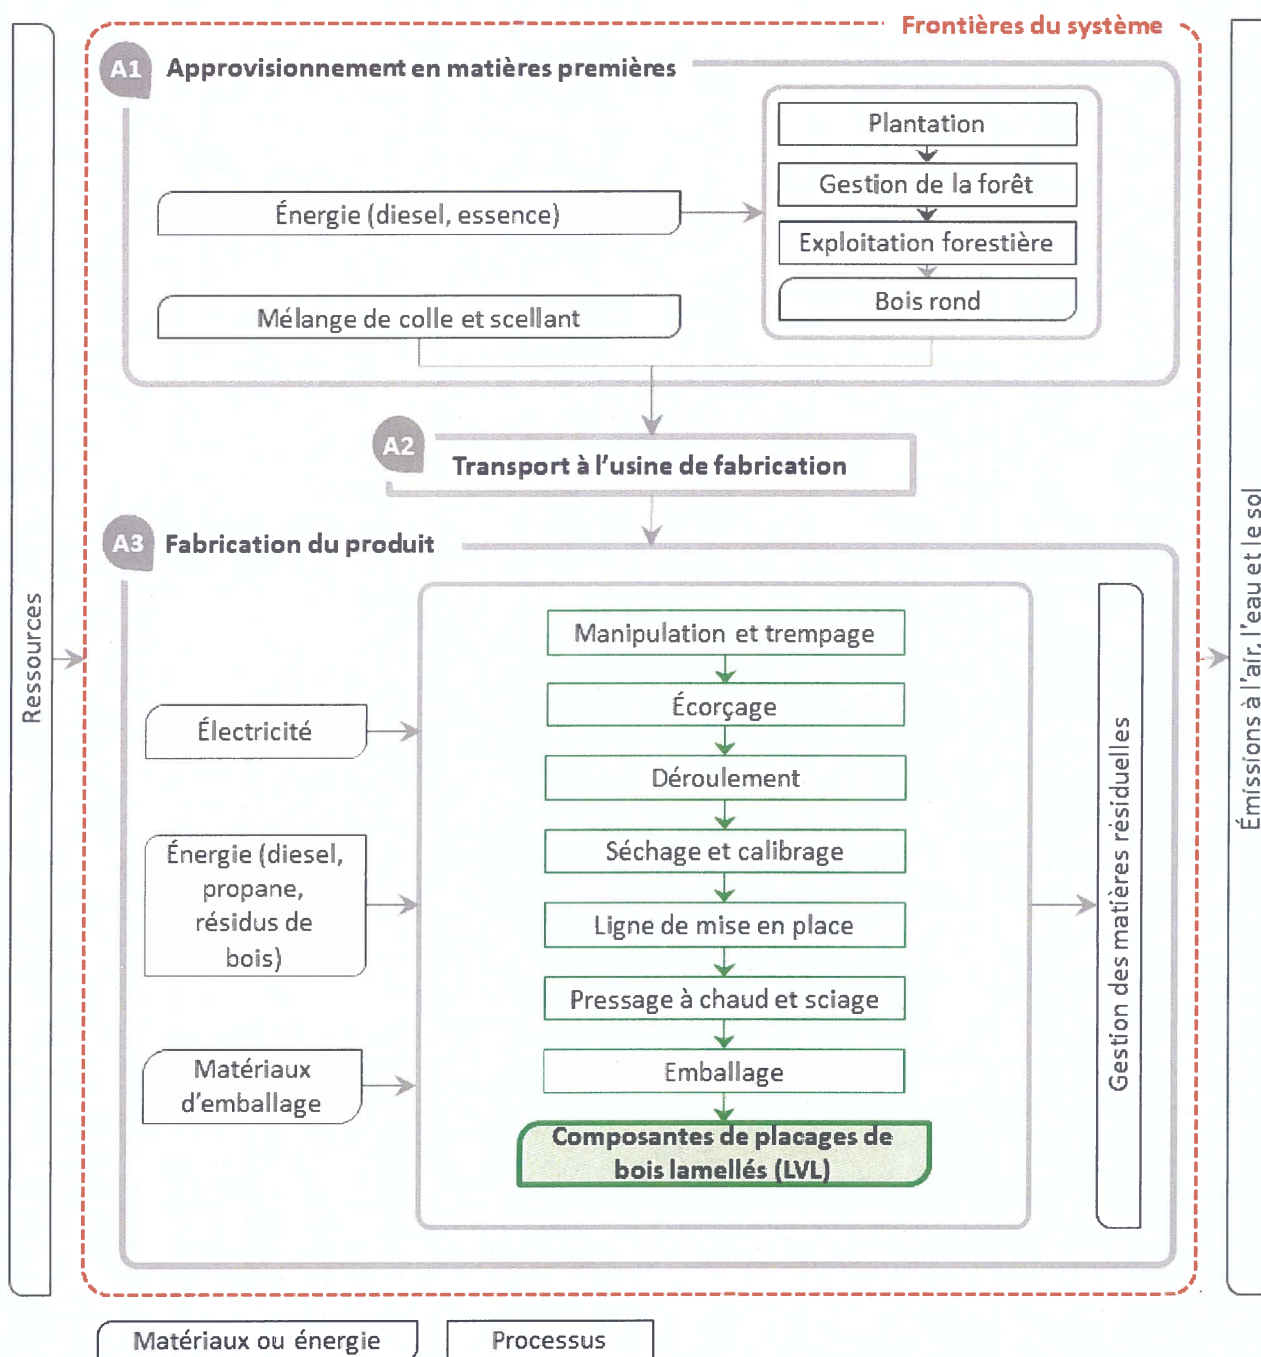 Frontières du système
A1
Approvisionnement en matières premières
Plantation
Gestion de la forêt
Énergie (diesel, essence)
Exploitation forestière
Bois rond
Mélange de colle et scellant
A2
Transport à l'usine de fabrication
A3
Fabrication du produit
Ressources
Manipulation et trempage
Écorçage
Électricité
Déroulement
Énergie (diesel,
propane,
résidus de
bois)
Séchage et calibrage
Ligne de mise en place
Pressage à chaud et sciage
Matériaux
d'emballage
Emballage
Composantes de placages de
bois lamellés (LVL)
Gestion des matières résiduelles
Émissions à l'air, l'eau et le sol
Matériaux ou énergie
Processus